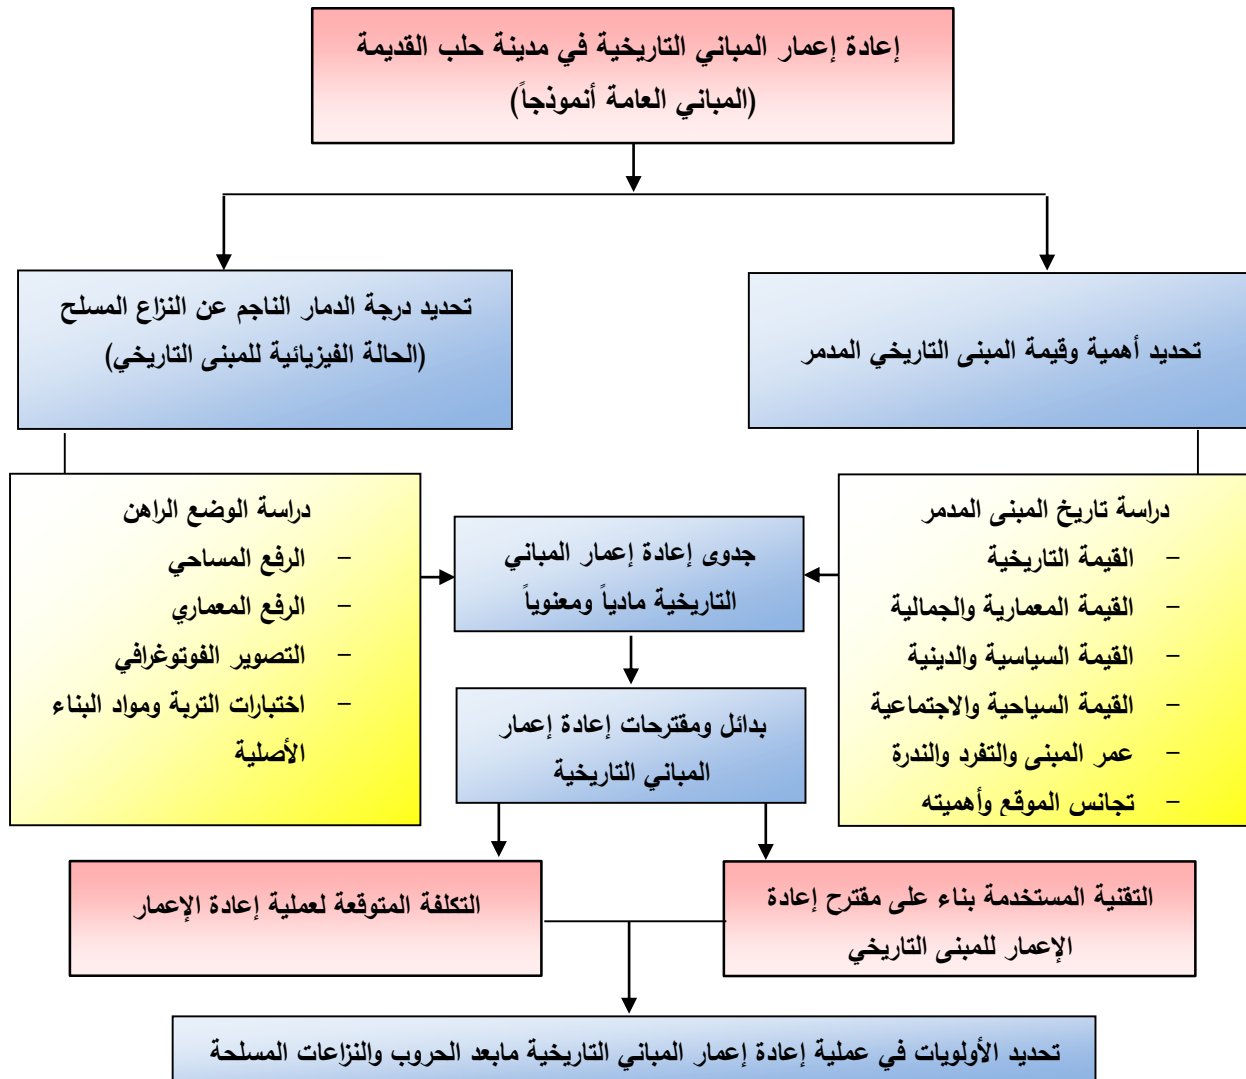 إعادة إعمار المباني التاريخية في مدينة حلب القديمة
(المباني العامة أنموذجاً)
تحديد أهمية وقيمة المبنى التاريخي المدمر
تحديد درجة الدمار الناجم عن النزاع المسلح
(الحالة الفيزيائية للمبنى التاريخي)
دراسة تاريخ المبنى المدمر
- القيمة التاريخية
- القيمة المعمارية والجمالية
- القيمة السياسية والدينية
- القيمة السياحية والاجتماعية
- عمر المبنى والتفرد والندرة
- تجانس الموقع وأهميته
دراسة الوضع الراهن
- الرفع المساحي
- الرفع المعماري
- التصوير الفوتوغرافي
- اختبارات التربة ومواد البناء
الأصلية
جدوى إعادة إعمار المباني
التاريخية مادياً ومعنوياً
بدائل ومقترحات إعادة إعمار
المباني التاريخية
التقنية المستخدمة بناء على مقترح إعادة
الإعمار للمبنى التاريخي
التكلفة المتوقعة لعملية إعادة الإعمار
تحديد الأولويات في عملية إعادة إعمار المباني التاريخية مابعد الحروب والنزاعات المسلحة